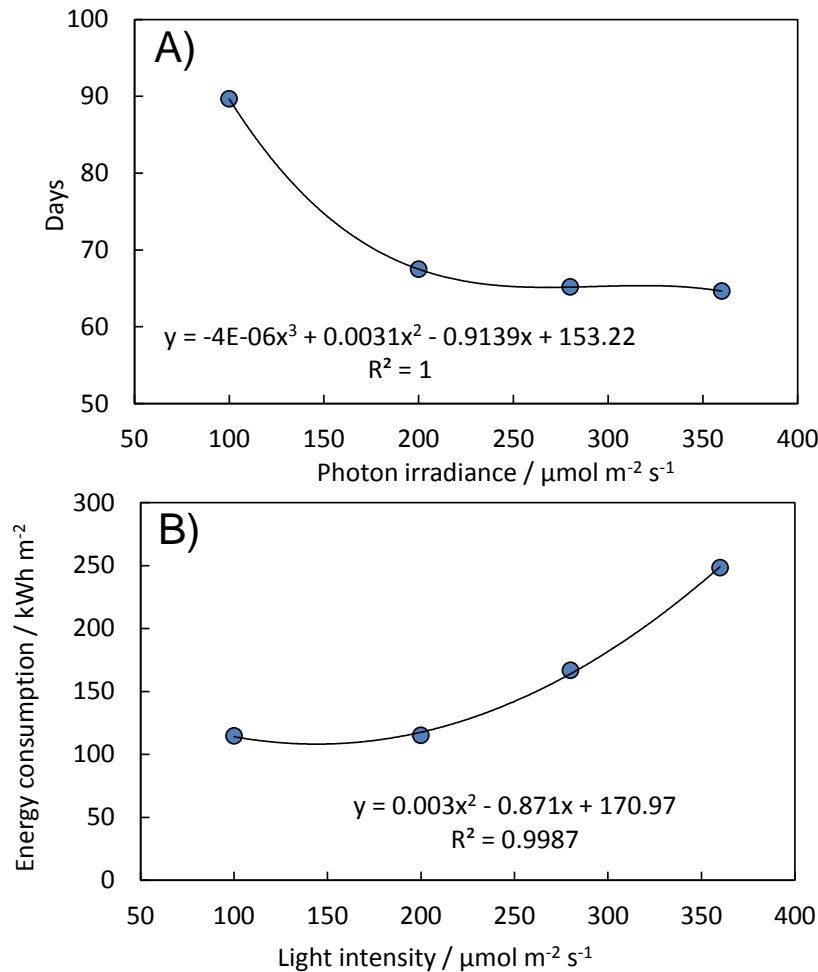 A)
Days
100
90
80
70
60
50
y = -4E-06x³ + 0.0031x² - 0.9139x + 153.22
R² = 1
50 100 150 200 250 300 350 400
Photon irradiance / µmol m⁻² s⁻¹
B)
Energy consumption / kWh m⁻²
300
250
200
150
100
50
0
y = 0.003x² - 0.871x + 170.97
R² = 0.9987
50 100 150 200 250 300 350 400
Light intensity / µmol m⁻² s⁻¹